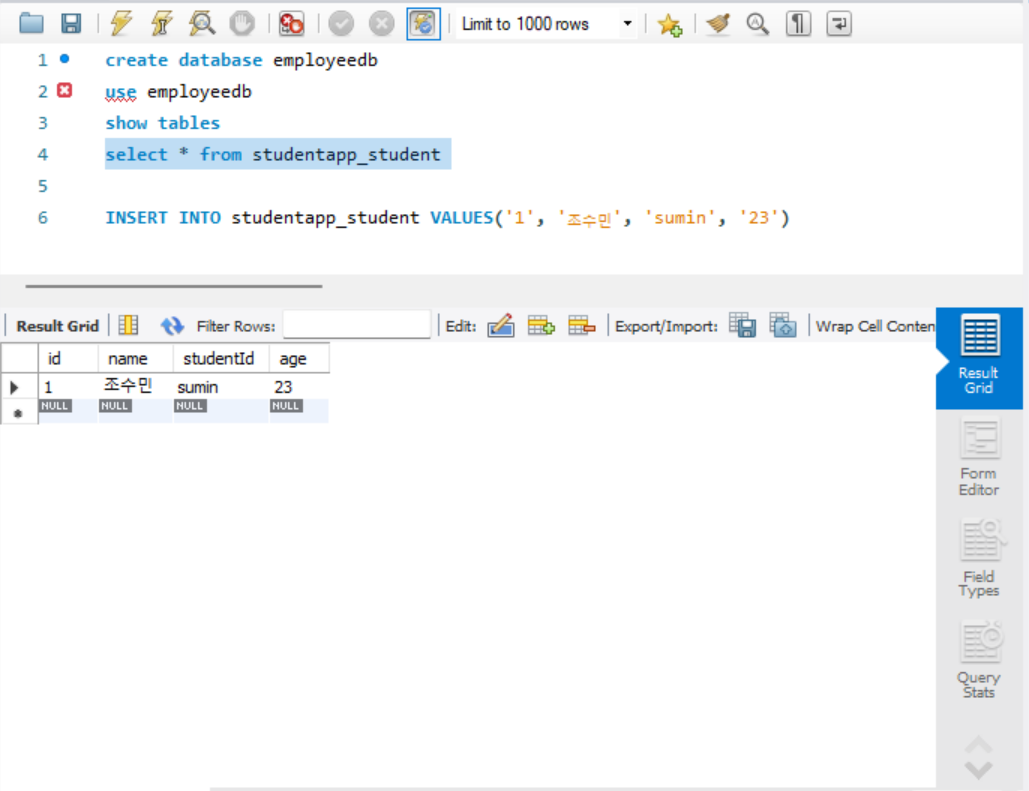 Limit to 1000 rows
1 create database employeedb
2 use employeedb
3 show tables
4 select * from studentapp_student
5
6 INSERT INTO studentapp_student VALUES('1', '조수민', 'sumin', '23')
Result Grid Filter Rows: Edit: Export/Import: Wrap Cell Conten
id name studentId age
1 조수민 sumin 23
NULL NULL NULL NULL
Result
Grid
Form
Editor
Field
Types
Query
Stats